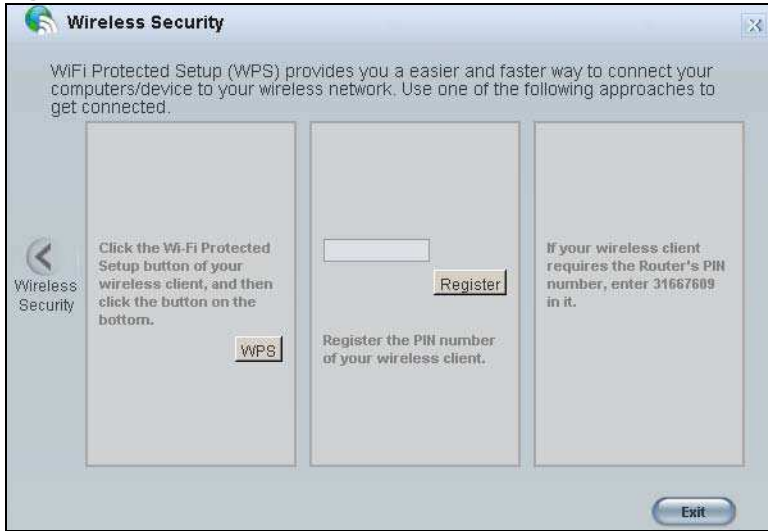 Wireless Security
WiFi Protected Setup (WPS) provides you a easier and faster way to connect your
computers/device to your wireless network. Use one of the following approaches to
get connected.
Wireless
Security
Click the Wi-Fi Protected
Setup button of your
wireless client, and then
click the button on the
bottom.
WPS
Register
Register the PIN number
of your wireless client.
If your wireless client
requires the Router's PIN
number, enter 31667609
in it.
Exit